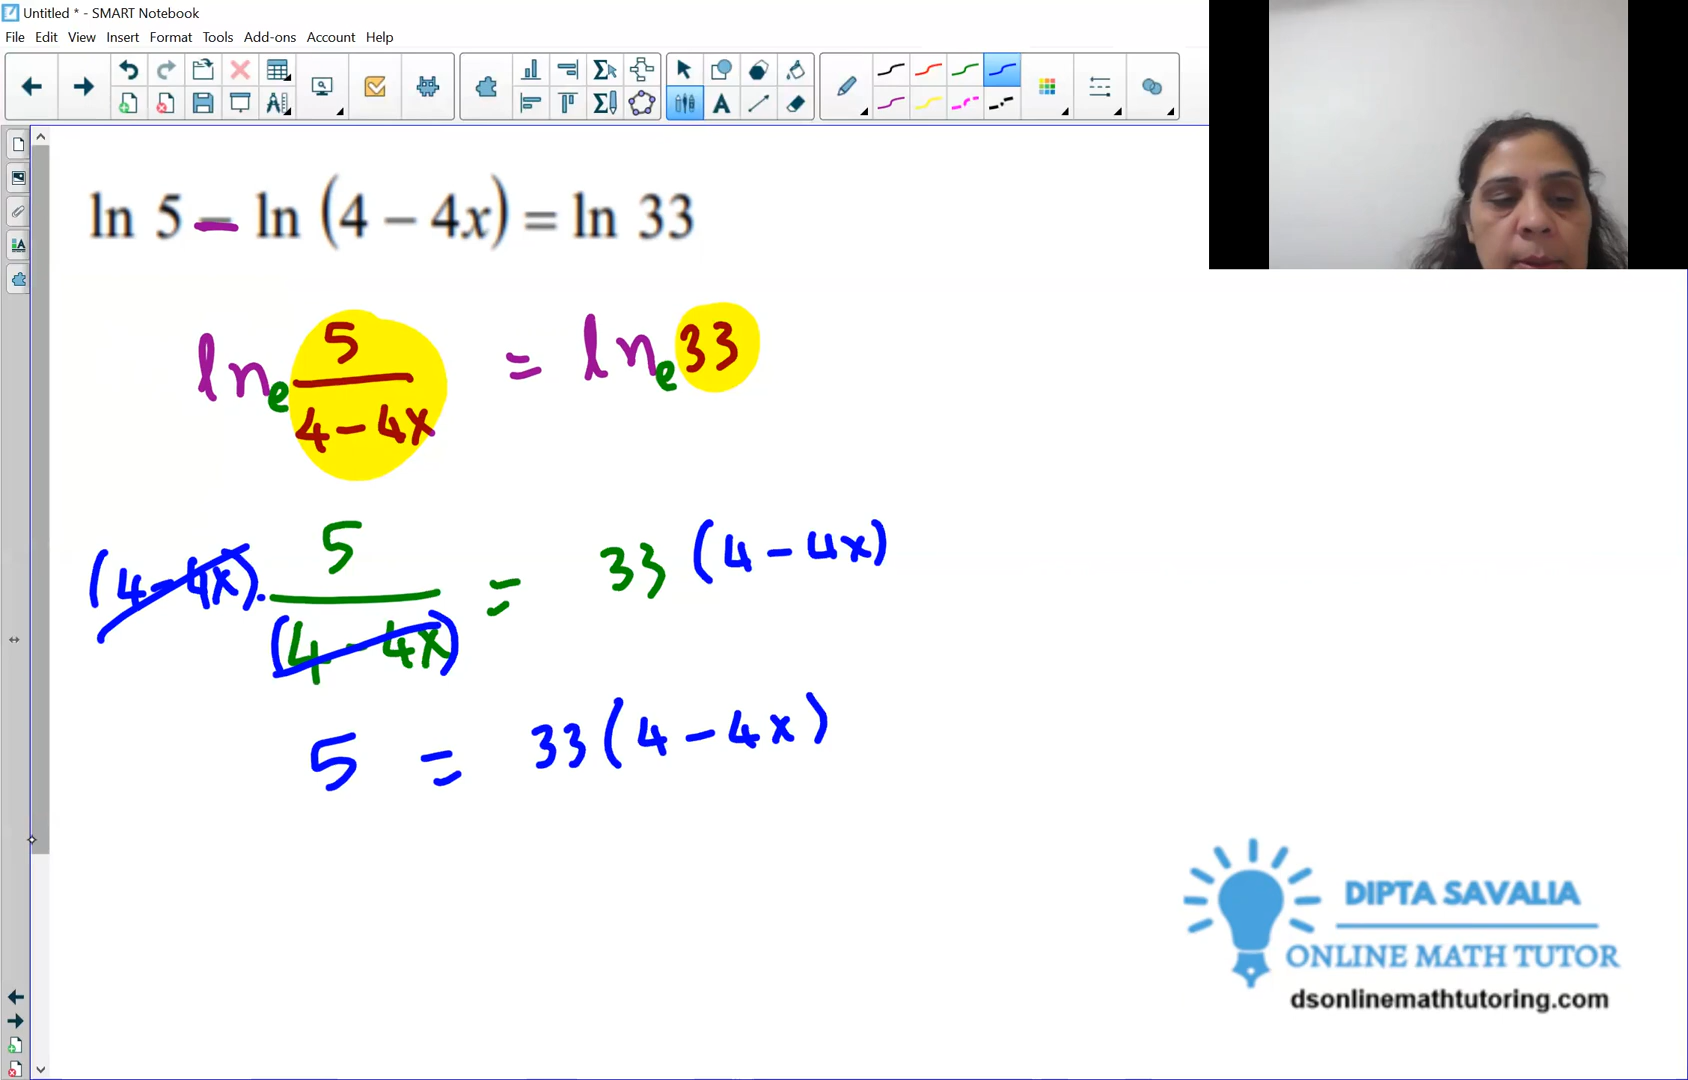 Untitled * - SMART Notebook
File Edit View Insert Format Tools Add-ons Account Help
ln 5 – ln (4 – 4x) = ln 33
ln e 5/(4 – 4x) = ln e 33
(4 – 4x) · 5/(4 – 4x) = 33 (4 – 4x)
5 = 33 (4 – 4x)
DIPTA SAVALIA
ONLINE MATH TUTOR
dsonlinemathtutoring.com